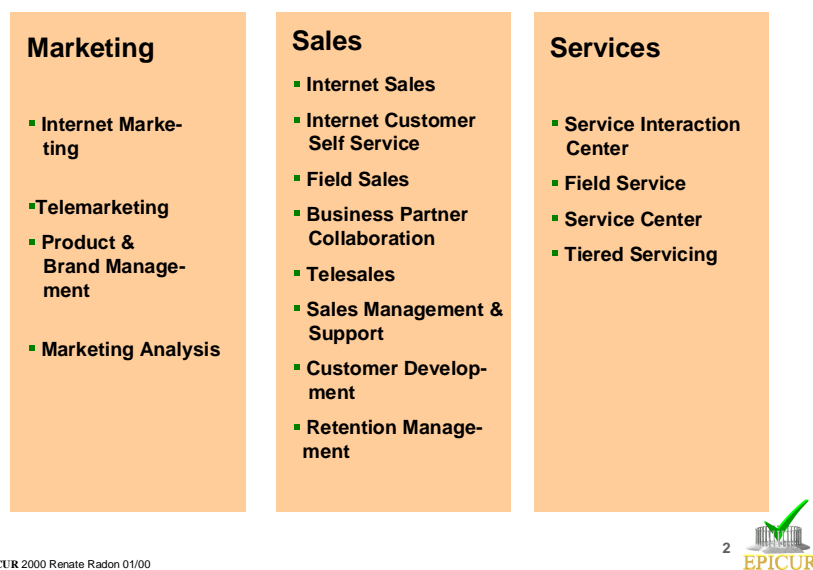 Marketing
▪ Internet Marke-
ting
▪Telemarketing
▪ Product &
Brand Manage-
ment
▪ Marketing Analysis
Sales
▪ Internet Sales
▪ Internet Customer
Self Service
▪ Field Sales
▪ Business Partner
Collaboration
▪ Telesales
▪ Sales Management &
Support
▪ Customer Develop-
ment
▪ Retention Manage-
ment
Services
▪ Service Interaction
Center
▪ Field Service
▪ Service Center
▪ Tiered Servicing
CUR 2000 Renate Radon 01/00
2
EPICUR